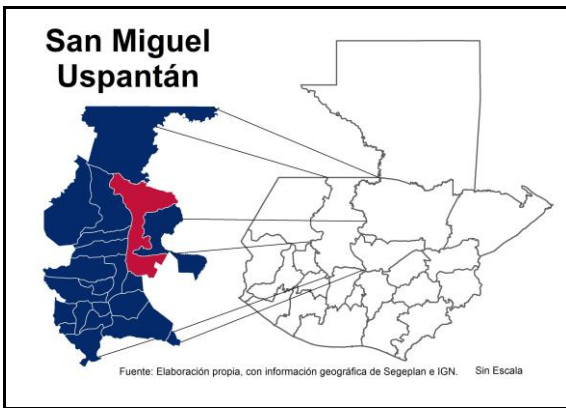 San Miguel
Uspantán
Fuente: Elaboración propia, con información geográfica de Segeplan e IGN. Sin Escala